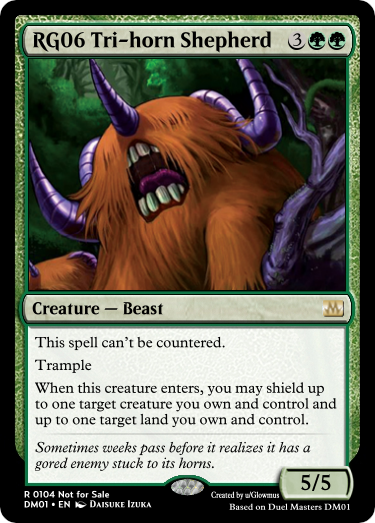 RG06 Tri-horn Shepherd 3
Creature — Beast
This spell can't be countered.
Trample
When this creature enters, you may shield up
to one target creature you own and control and
up to one target land you own and control.
Sometimes weeks pass before it realizes it has a
gored enemy stuck to its horns.
5/5
R 0104 Not for Sale
DM01 • EN Daisuke Izuka
Created by u/Glowmus
Based on Duel Masters DM01